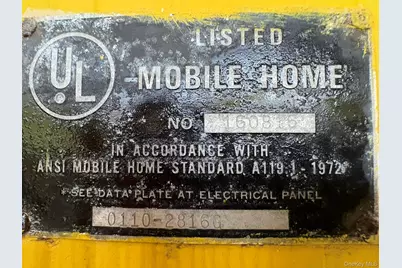 LISTED
UL
MOBILE HOME
NO
IN ACCORDANCE WITH
ANSI MOBILE HOME STANDARD A119.1-1972
SEE DATA PLATE AT ELECTRICAL PANEL